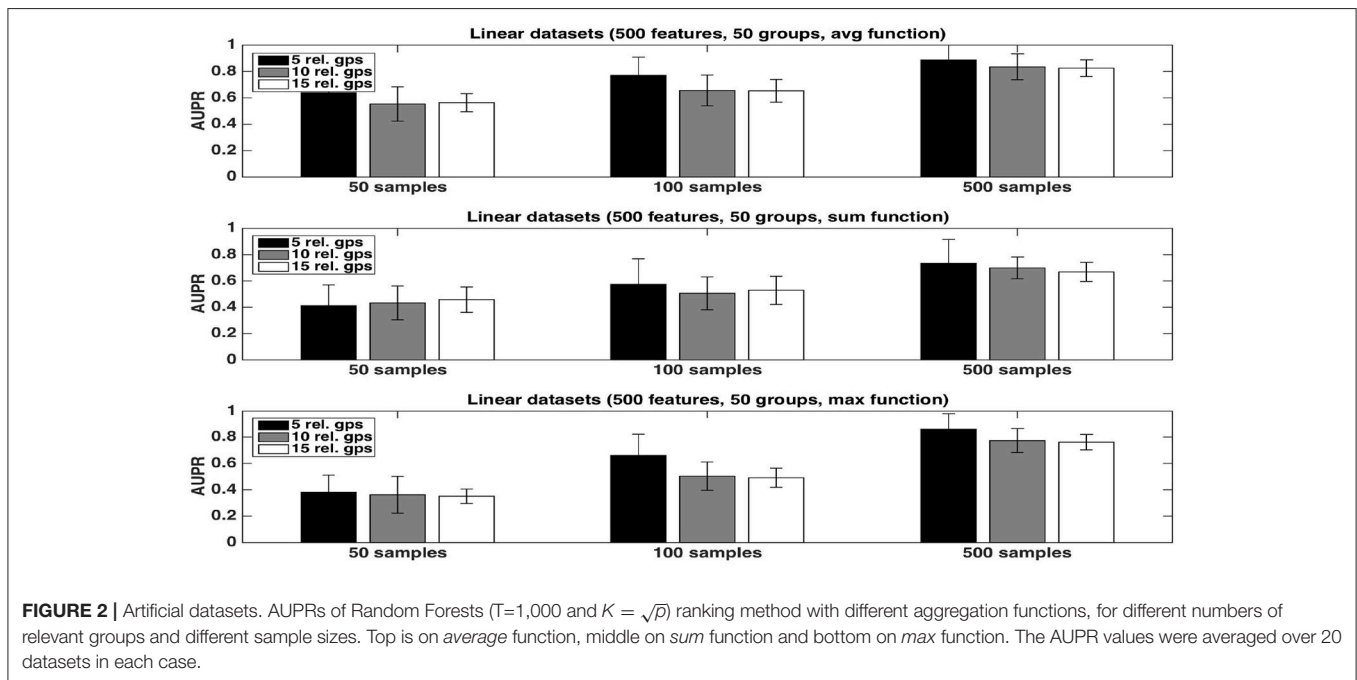 Linear datasets (500 features, 50 groups, avg function)
1
0.8
0.6
0.4
0.2
0
AUPR
5 rel. gps
10 rel. gps
15 rel. gps
50 samples
100 samples
500 samples
Linear datasets (500 features, 50 groups, sum function)
1
0.8
0.6
0.4
0.2
0
AUPR
5 rel. gps
10 rel. gps
15 rel. gps
50 samples
100 samples
500 samples
Linear datasets (500 features, 50 groups, max function)
1
0.8
0.6
0.4
0.2
0
AUPR
5 rel. gps
10 rel. gps
15 rel. gps
50 samples
100 samples
500 samples
FIGURE 2 | Artificial datasets. AUPRs of Random Forests (T=1,000 and K = √p) ranking method with different aggregation functions, for different numbers of
relevant groups and different sample sizes. Top is on average function, middle on sum function and bottom on max function. The AUPR values were averaged over 20
datasets in each case.